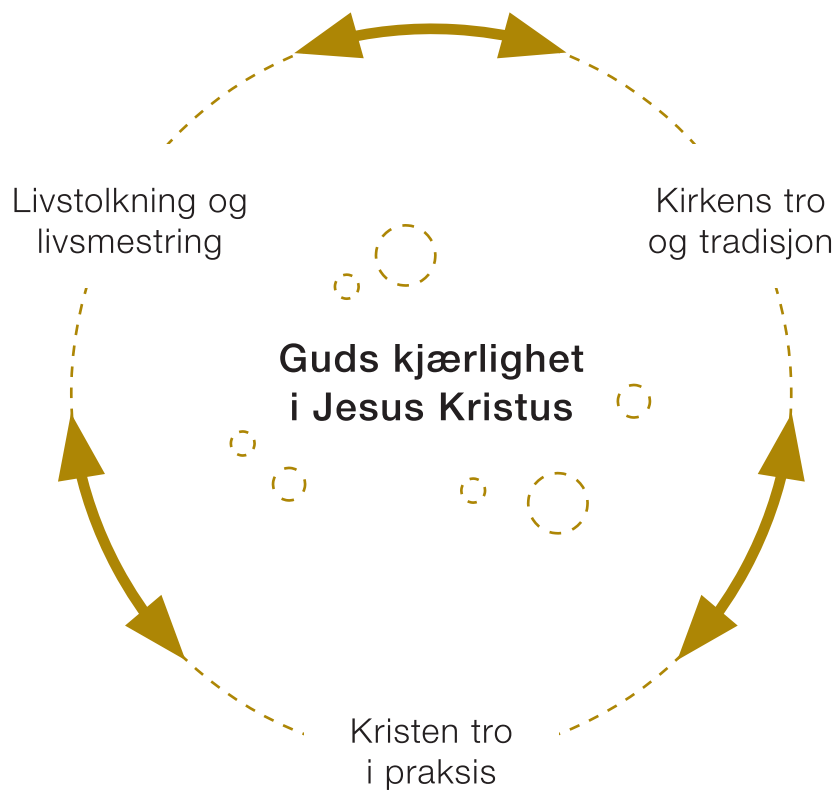 Livstolkning og
livsmestring
Kirkens tro
og tradisjon
Guds kjærlighet
i Jesus Kristus
Kristen tro
i praksis